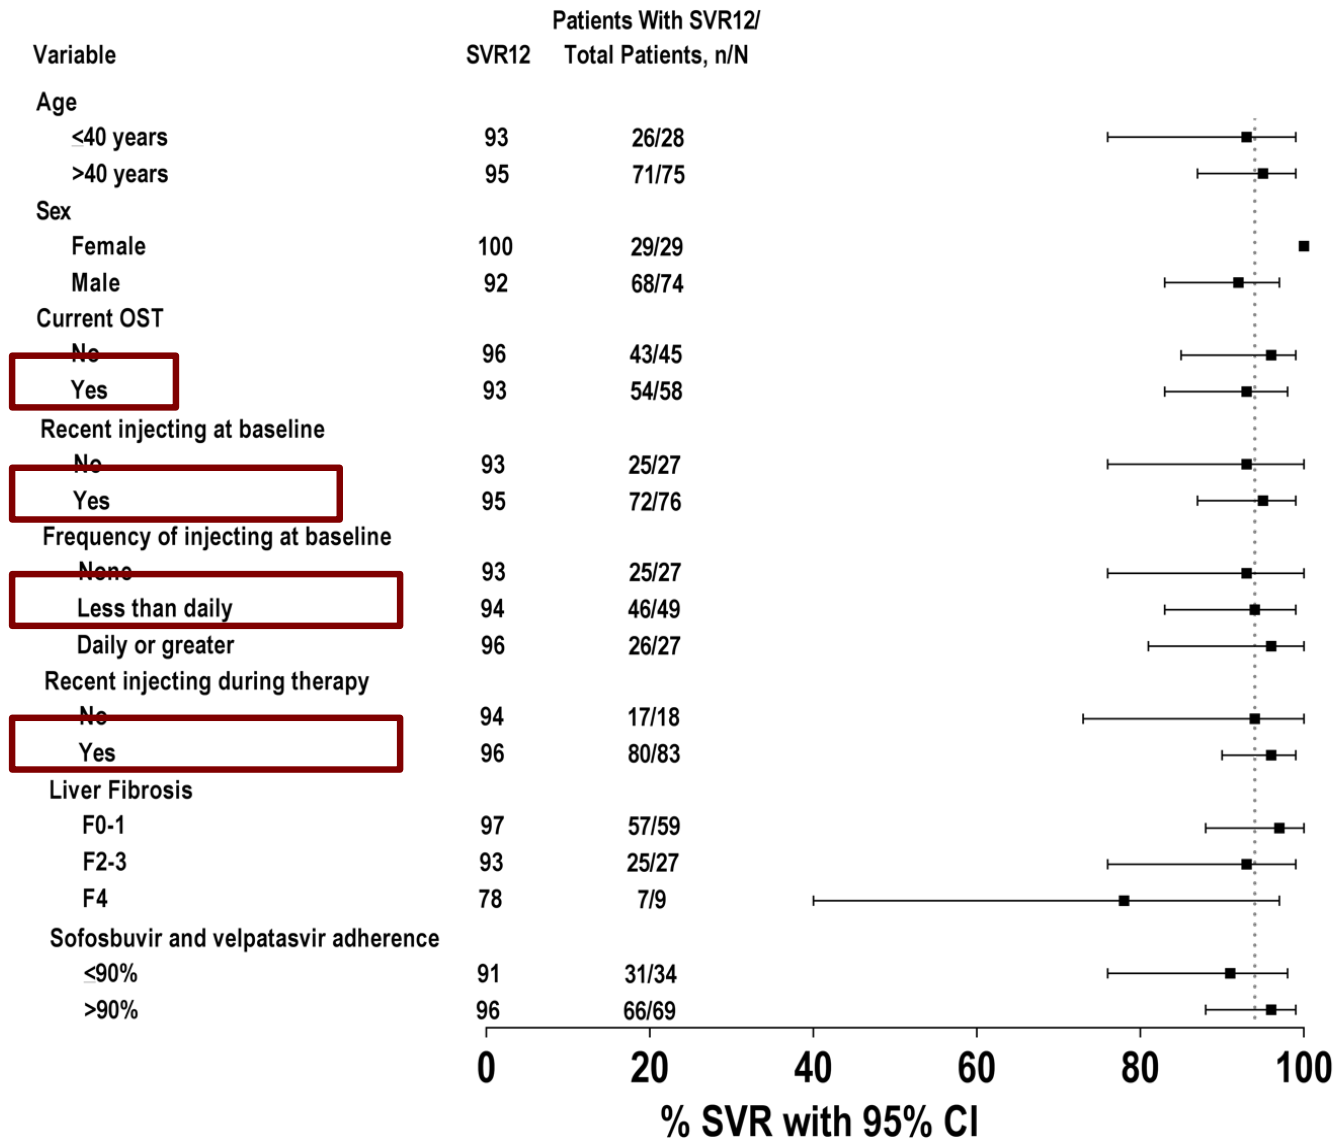 Patients With SVR12/
Variable SVR12 Total Patients, n/N
Age
≤40 years 93 26/28
>40 years 95 71/75
Sex
Female 100 29/29
Male 92 68/74
Current OST
No 96 43/45
Yes 93 54/58
Recent injecting at baseline
No 93 25/27
Yes 95 72/76
Frequency of injecting at baseline
None 93 25/27
Less than daily 94 46/49
Daily or greater 96 26/27
Recent injecting during therapy
No 94 17/18
Yes 96 80/83
Liver Fibrosis
F0-1 97 57/59
F2-3 93 25/27
F4 78 7/9
Sofosbuvir and velpatasvir adherence
≤90% 91 31/34
>90% 96 66/69
0 20 40 60 80 100
% SVR with 95% CI